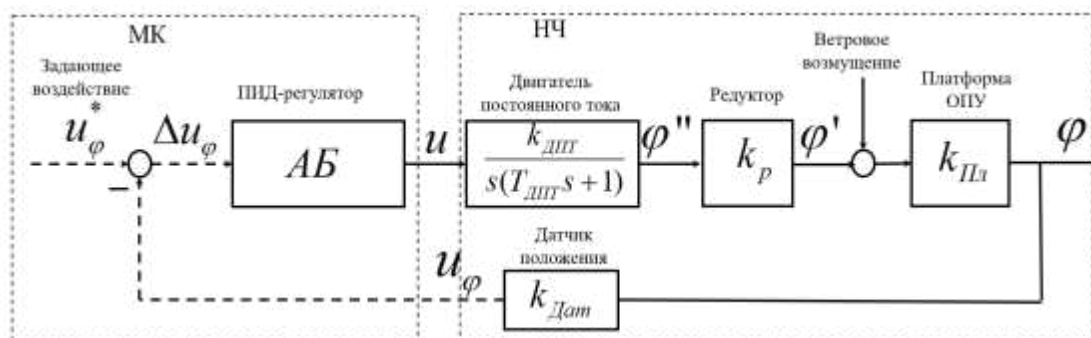 МК
НЧ
Задающее
воздействие
u*φ
Δuφ
ПИД-регулятор
АБ
u
Двигатель
постоянного тока
kДПТ
s(TДПТs+1)
φ''
Редуктор
kp
φ'
Ветровое
возмущение
Платформа
ОПУ
kПл
φ
−
uφ
Датчик
положения
kДат